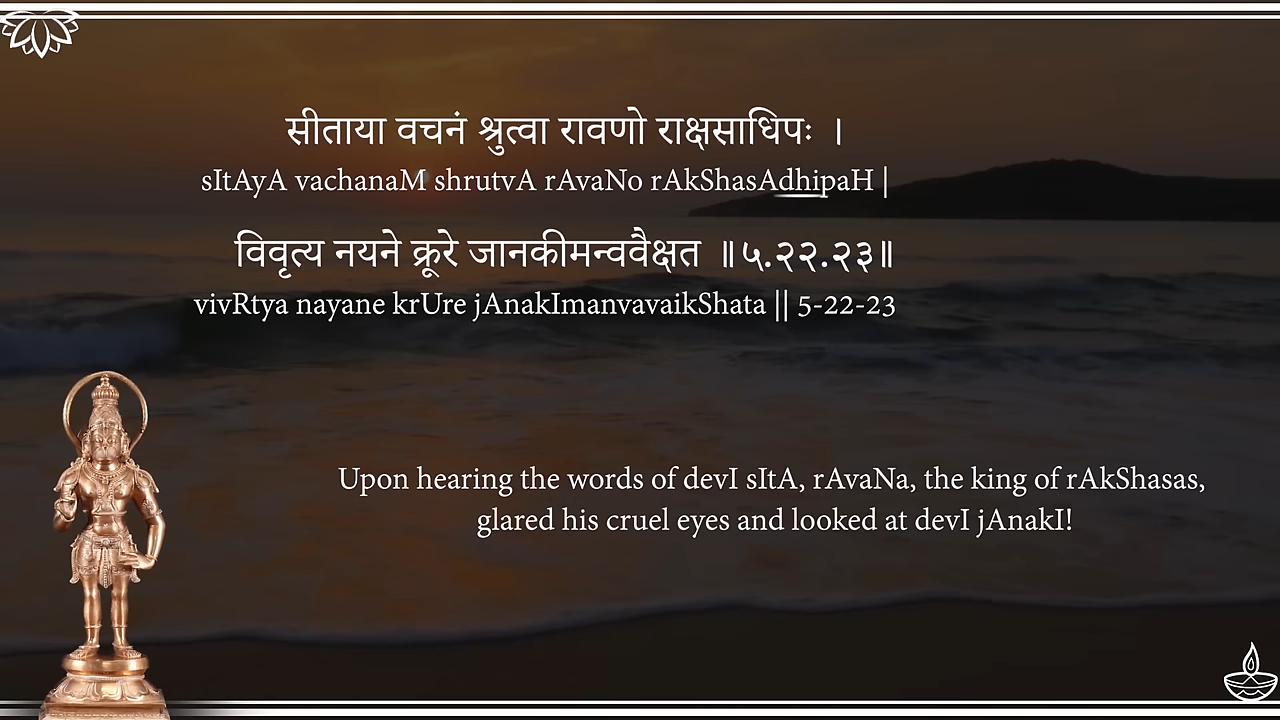 सीताया वचनं श्रुत्वा रावणो राक्षसाधिपः ।
sItAyA vachanaM shrutvA rAvaNo rAkShasAdhipaH |
विवृत्य नयने क्रूरे जानकीमन्ववैक्षत ॥५.२२.२३॥
vivRtya nayane krUre jAnakImanvavaikShata || 5-22-23
Upon hearing the words of devI sItA, rAvaNa, the king of rAkShasas,
glared his cruel eyes and looked at devI jAnakI!